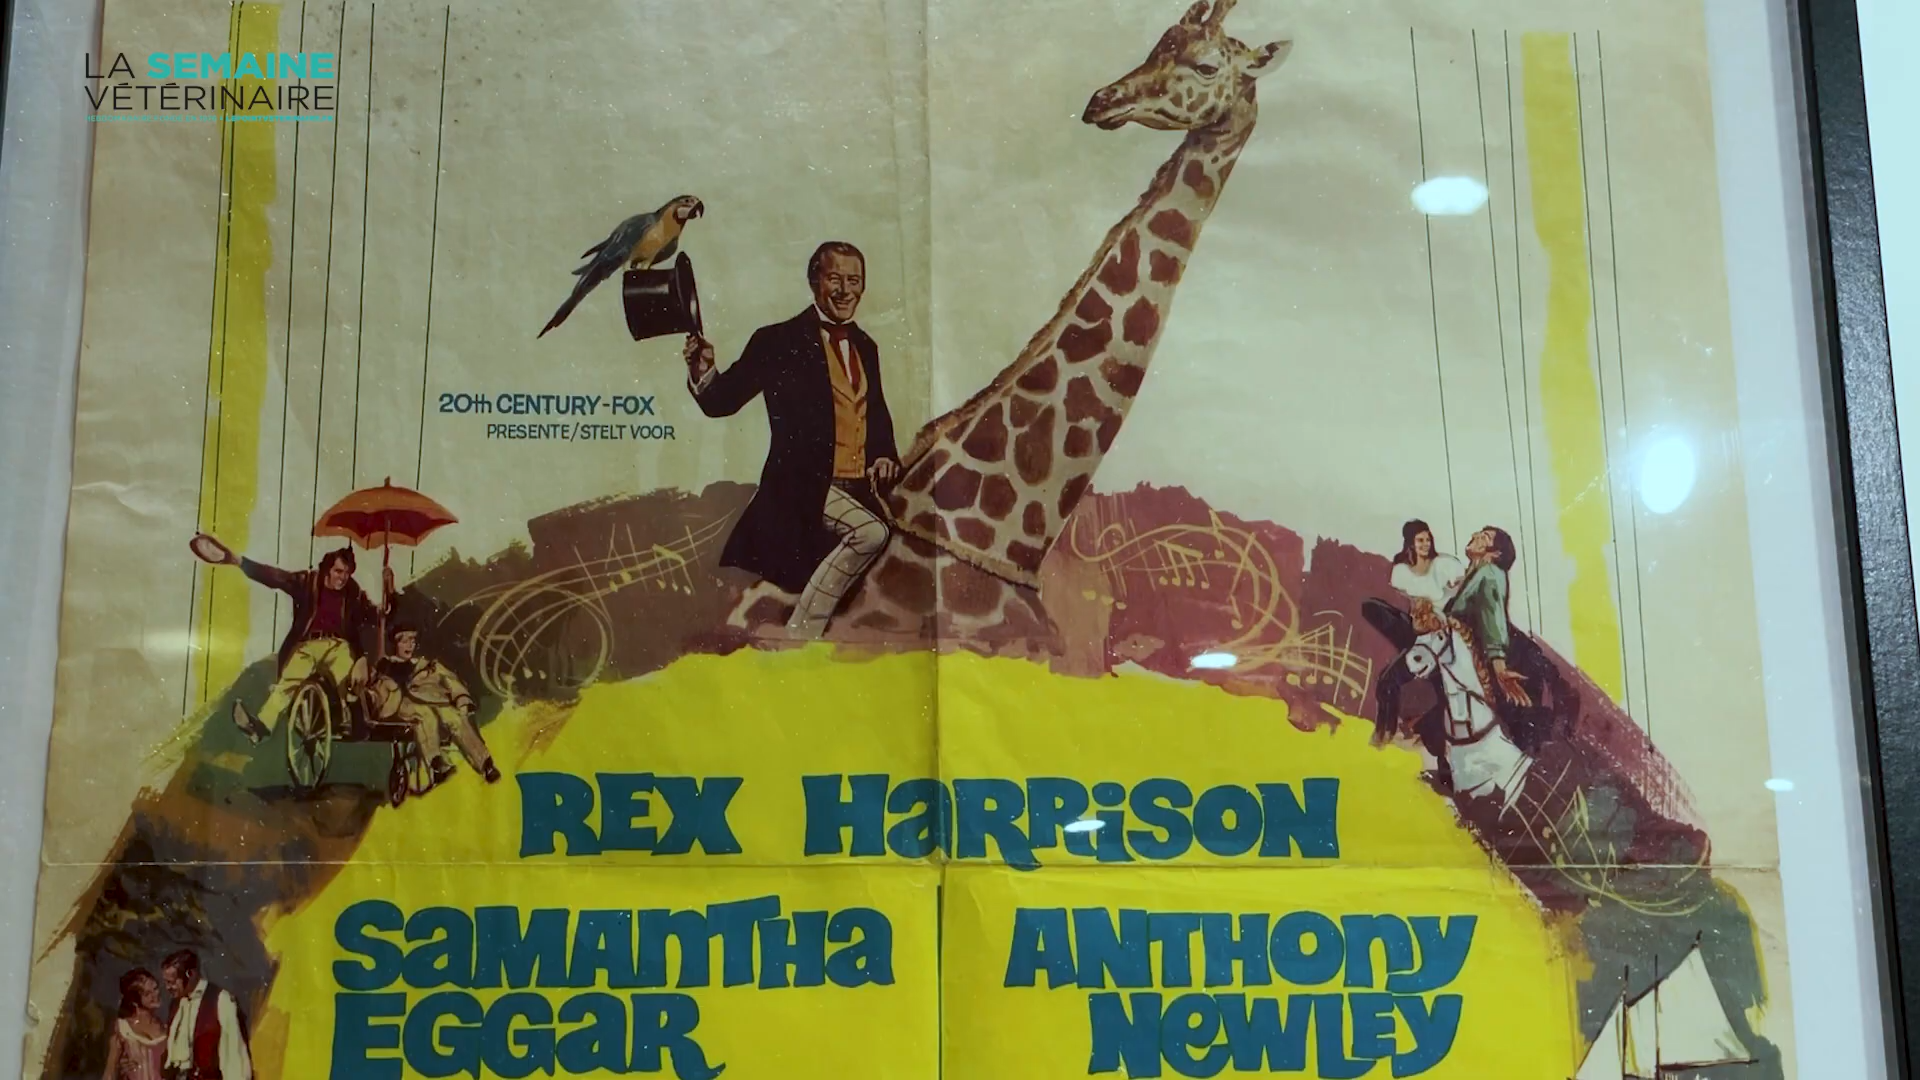 LA SEMAINE
VÉTÉRINAIRE
20th CENTURY-FOX
PRESENTE/STELT VOOR
REX HARRISON
SAMANTHA
EGGAR
ANTHONY
NEWLEY